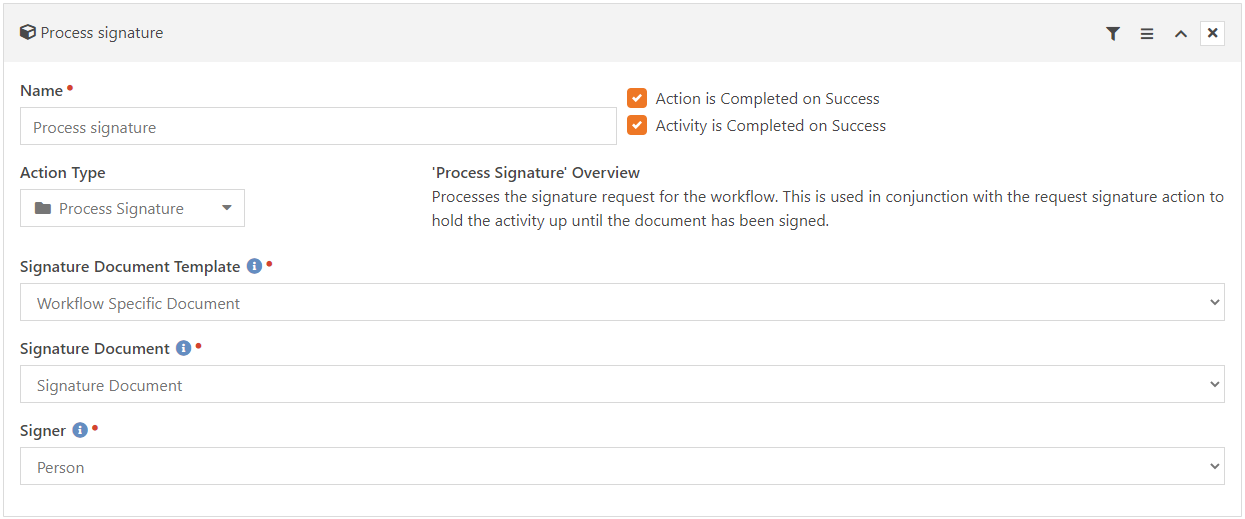 Process signature
Name
Process signature
Action is Completed on Success
Activity is Completed on Success
Action Type
Process Signature
'Process Signature' Overview
Processes the signature request for the workflow. This is used in conjunction with the request signature action to
hold the activity up until the document has been signed.
Signature Document Template
Workflow Specific Document
Signature Document
Signature Document
Signer
Person